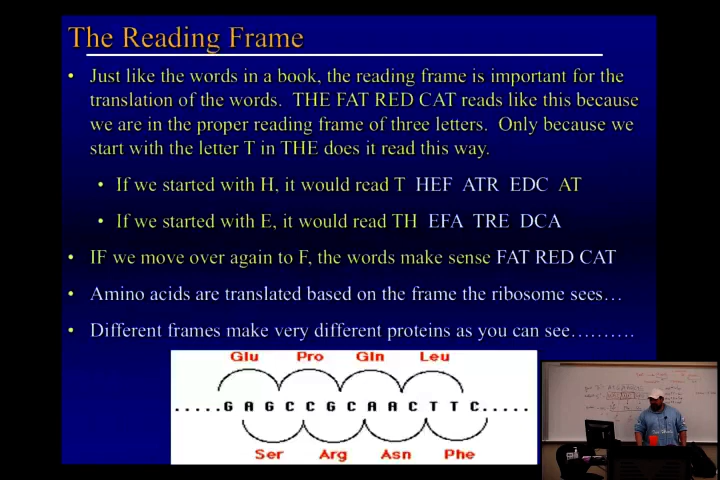 The Reading Frame
• Just like the words in a book, the reading frame is important for the
translation of the words. THE FAT RED CAT reads like this because
we are in the proper reading frame of three letters. Only because we
start with the letter T in THE does it read this way.
• If we started with H, it would read T HEF ATR EDC AT
• If we started with E, it would read TH EFA TRE DCA
• IF we move over again to F, the words make sense FAT RED CAT
• Amino acids are translated based on the frame the ribosome sees…
• Different frames make very different proteins as you can see……….
Glu Pro Gln Leu
.....G A G C C G C A A C T T C.....
Ser Arg Asn Phe